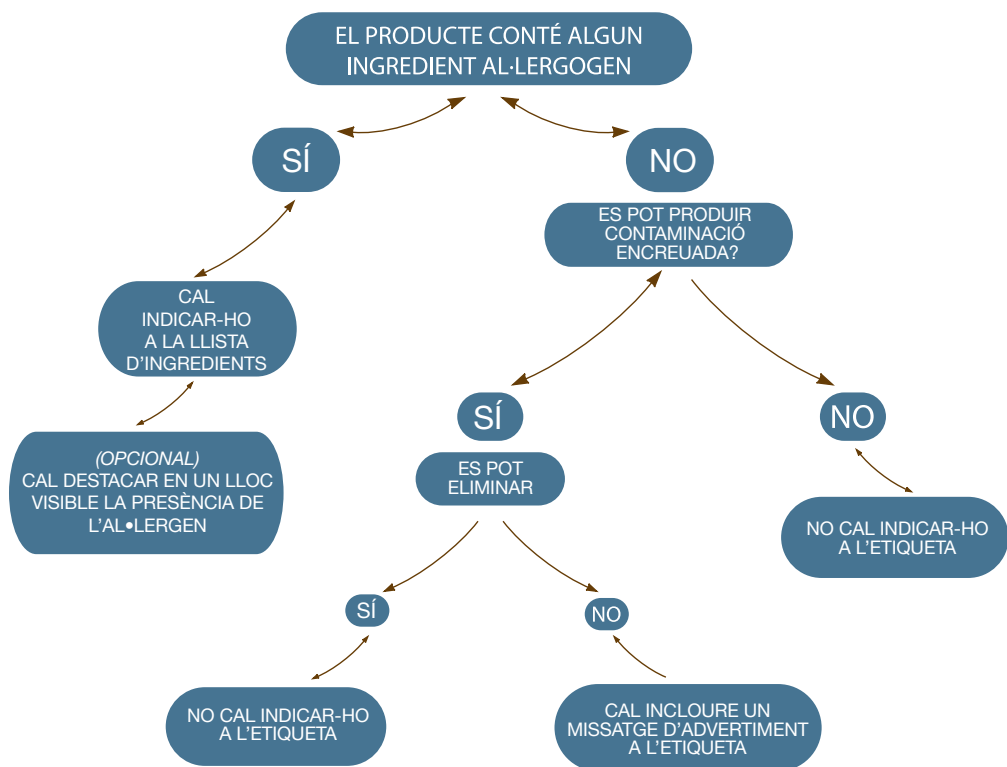 EL PRODUCTE CONTÉ ALGUN
INGREDIENT AL·LERGOGEN
SÍ
NO
ES POT PRODUIR
CONTAMINACIÓ
ENCREUADA?
CAL
INDICAR-HO
A LA LLISTA
D'INGREDIENTS
SÍ
NO
(OPCIONAL)
CAL DESTACAR EN UN LLOC
VISIBLE LA PRESÈNCIA DE
L'AL•LERGEN
ES POT
ELIMINAR
NO CAL INDICAR-HO
A L'ETIQUETA
SÍ
NO
NO CAL INDICAR-HO
A L'ETIQUETA
CAL INCLOURE UN
MISSATGE D'ADVERTIMENT
A L'ETIQUETA